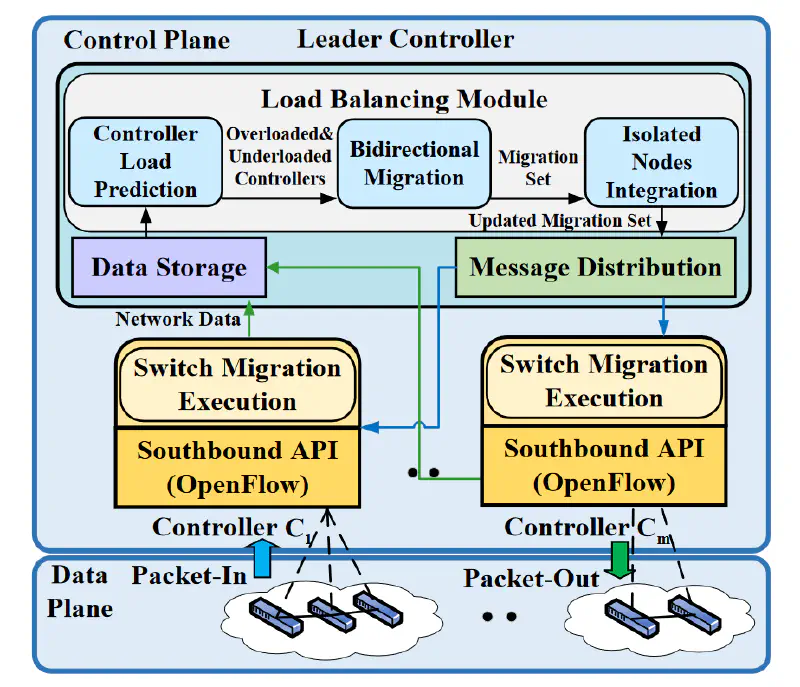 Control Plane
Leader Controller
Load Balancing Module
Controller
Load
Prediction
Overloaded&
Underloaded
Controllers
Bidirectional
Migration
Migration
Set
Isolated
Nodes
Integration
Updated Migration Set
Data Storage
Message Distribution
Network Data
Switch Migration
Execution
Southbound API
(OpenFlow)
Controller C1
Switch Migration
Execution
Southbound API
(OpenFlow)
Controller Cm
Data
Plane
Packet-In
Packet-Out